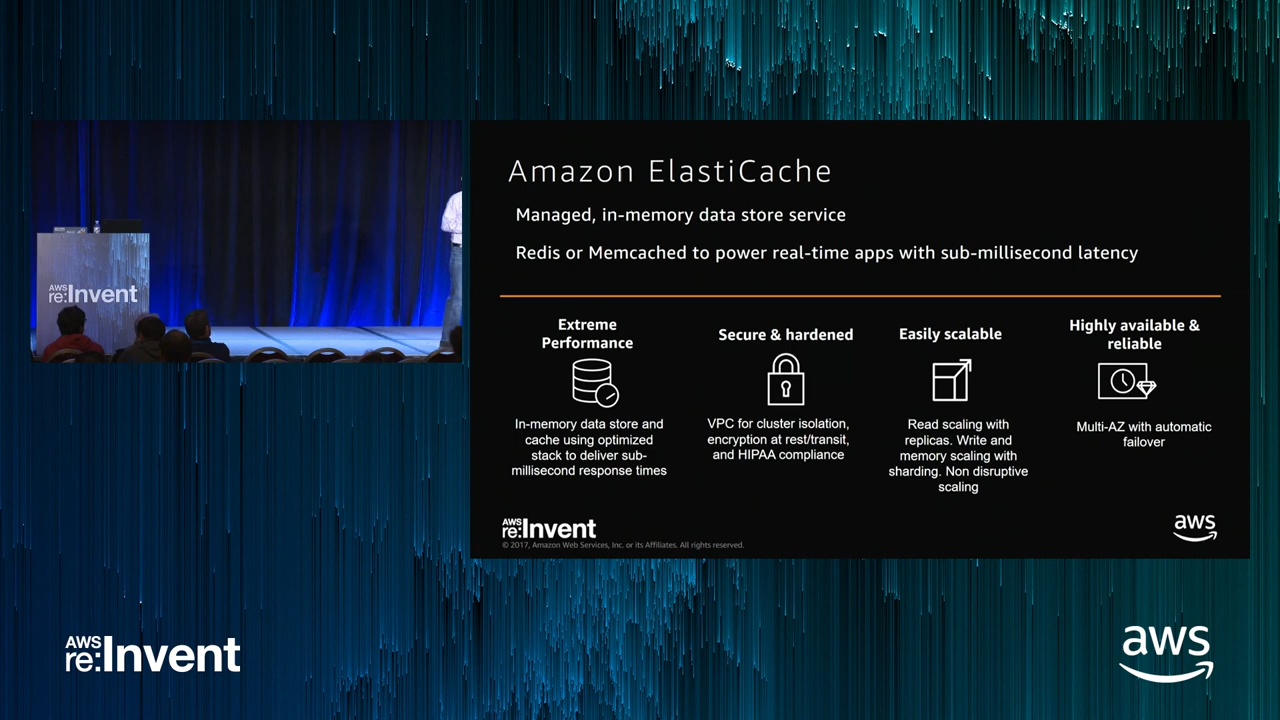 Amazon ElastiCache
Managed, in-memory data store service
Redis or Memcached to power real-time apps with sub-millisecond latency
Extreme
Performance
In-memory data store and
cache using optimized
stack to deliver sub-
millisecond response times
Secure & hardened
VPC for cluster isolation,
encryption at rest/transit,
and HIPAA compliance
Easily scalable
Read scaling with
replicas. Write and
memory scaling with
sharding. Non disruptive
scaling
Highly available &
reliable
Multi-AZ with automatic
failover
AWS
re:Invent
© 2017, Amazon Web Services, Inc. or its Affiliates. All rights reserved.
aws
AWS
re:Invent
AWS
re:Invent
aws